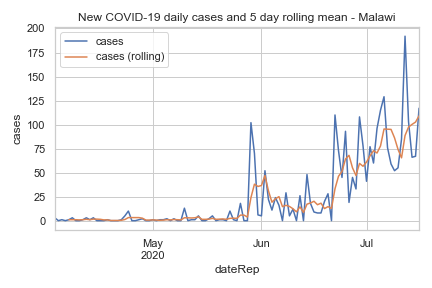 New COVID-19 daily cases and 5 day rolling mean - Malawi
cases
cases (rolling)
200
175
150
125
100
75
50
25
0
cases
May
2020
Jun
Jul
dateRep